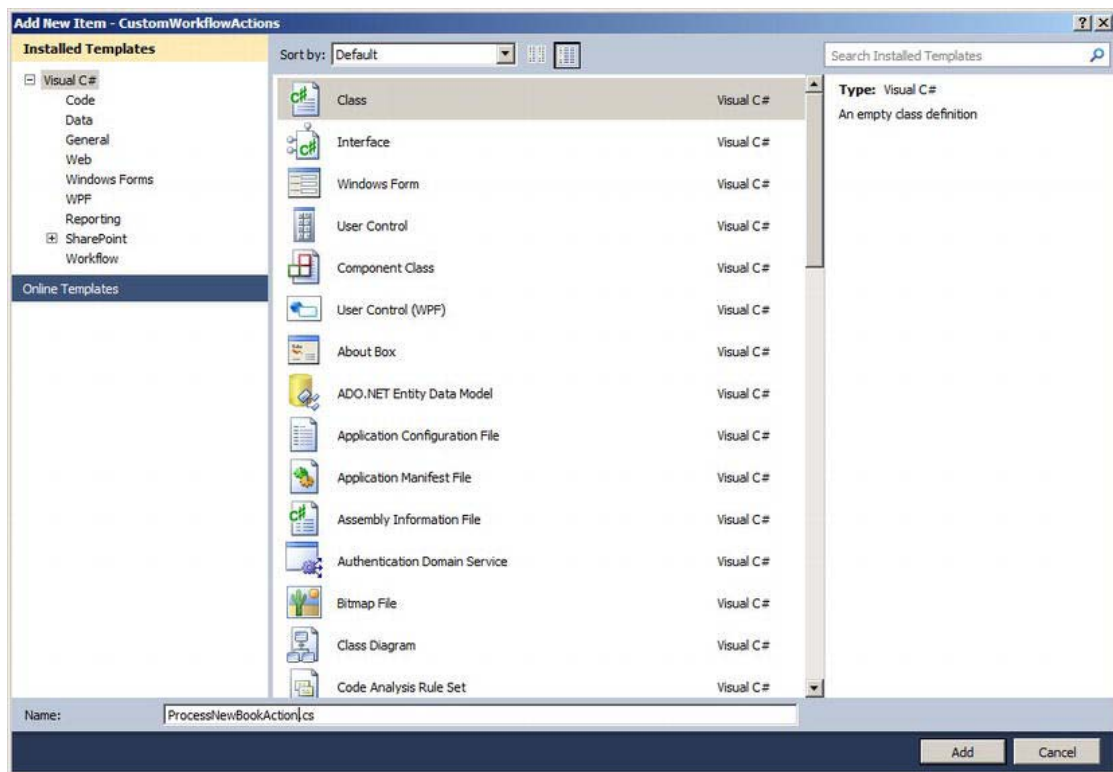 Add New Item - CustomWorkflowActions
Installed Templates
Sort by: Default
Search Installed Templates
Visual C#
Code
Data
General
Web
Windows Forms
WPF
Reporting
SharePoint
Workflow
Online Templates
Class Visual C#
Interface Visual C#
Windows Form Visual C#
User Control Visual C#
Component Class Visual C#
User Control (WPF) Visual C#
About Box Visual C#
ADO.NET Entity Data Model Visual C#
Application Configuration File Visual C#
Application Manifest File Visual C#
Assembly Information File Visual C#
Authentication Domain Service Visual C#
Bitmap File Visual C#
Class Diagram Visual C#
Code Analysis Rule Set Visual C#
Type: Visual C#
An empty class definition
Name: ProcessNewBookAction.cs
Add Cancel